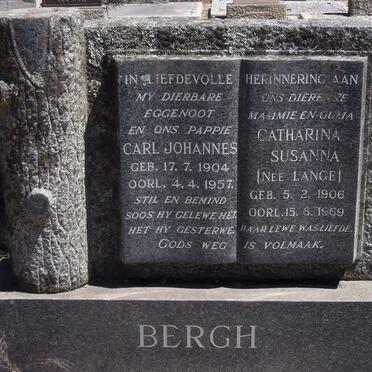 IN LIEFDEVOLLE
MY DIERBARE
EGGENOOT
EN ONS PAPPIE
CARL JOHANNES
GEB. 17. 7. 1904
OORL. 4. 4. 1957.
STIL EN BEMIND
SOOS HY GELEWE HET,
HET HY GESTERWE.
GODS WEG
HERINNERING AAN
ONS DIERBARE
MAMMIE EN OUMA
CATHARINA
SUSANNA
(NEE LANGE)
GEB. 5. 2. 1906
OORL. 15. 6. 1969
HAAR LEWE WAS LIEFDE.
IS VOLMAAK.
BERGH